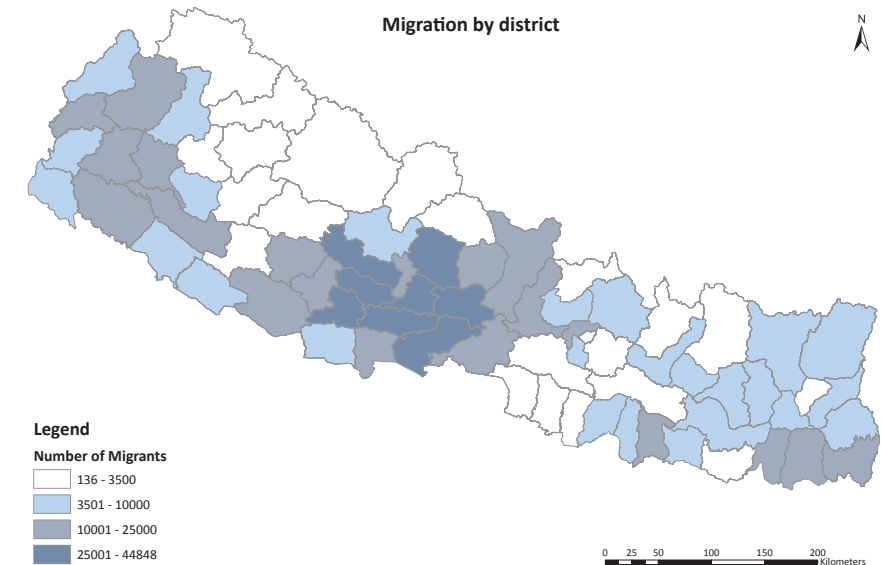 Migration by district
N
Legend
Number of Migrants
136 - 3500
3501 - 10000
10001 - 25000
25001 - 44848
0 25 50 100 150 200
Kilometers